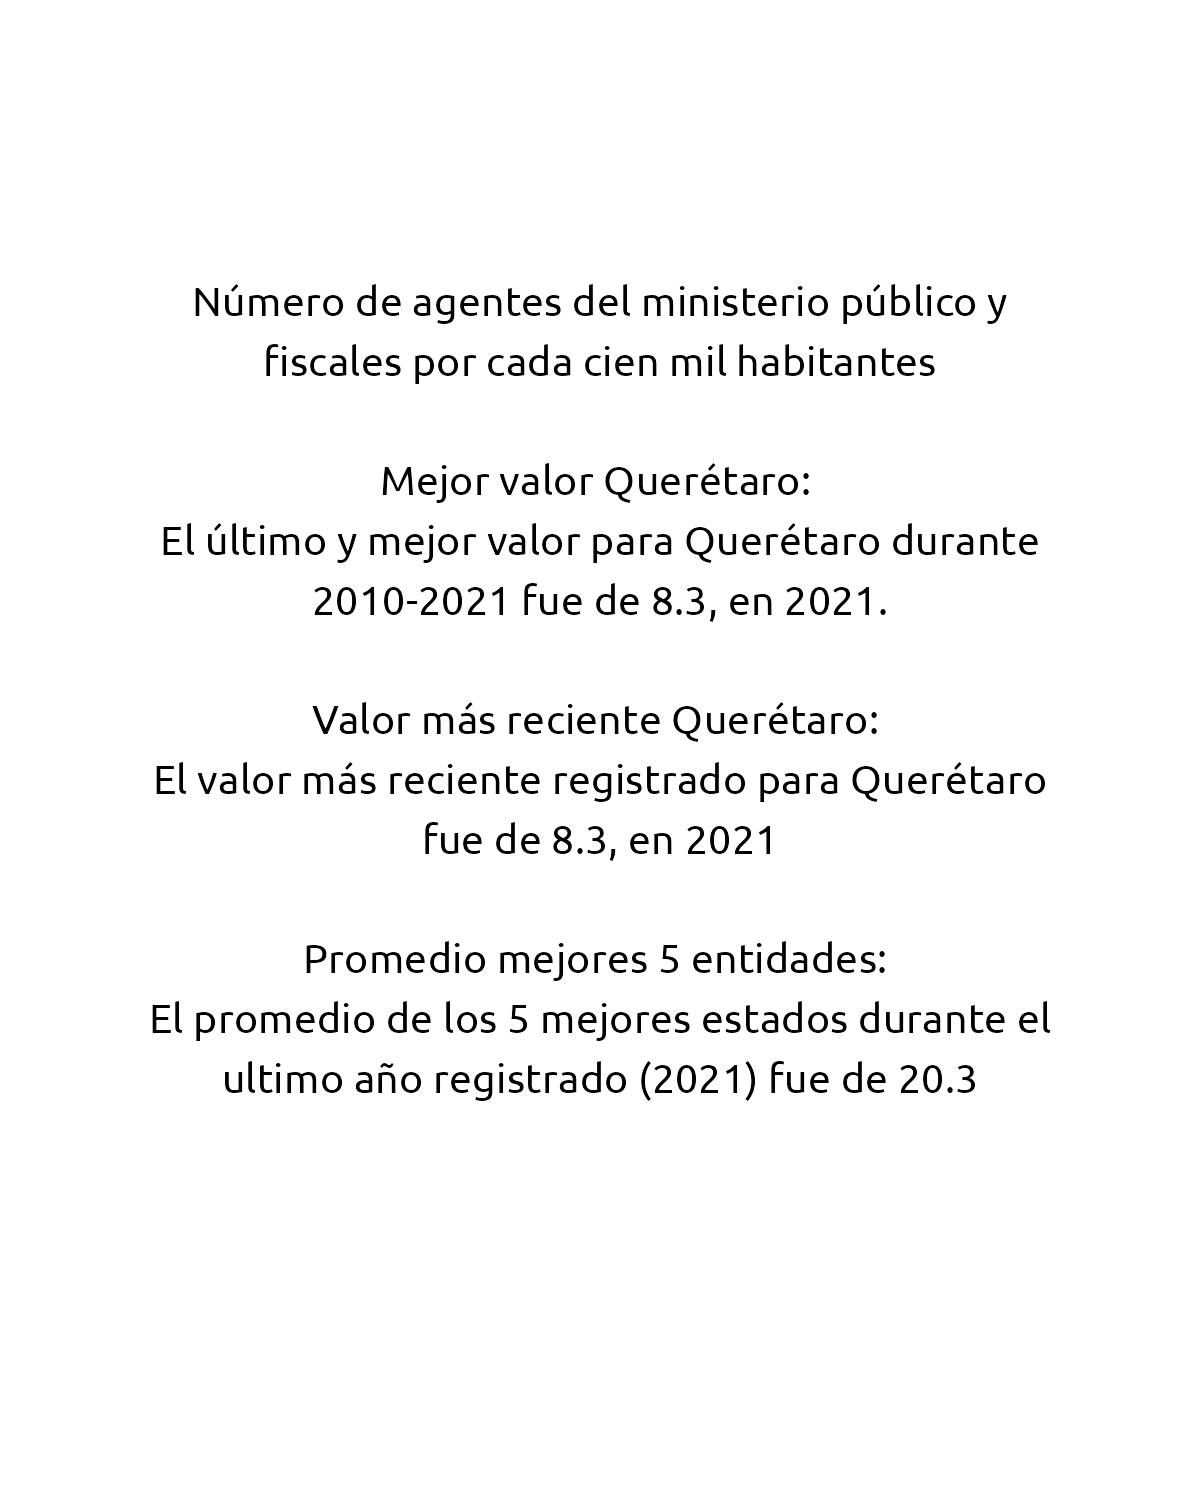 Número de agentes del ministerio público y
fiscales por cada cien mil habitantes
Mejor valor Querétaro:
El último y mejor valor para Querétaro durante
2010-2021 fue de 8.3, en 2021.
Valor más reciente Querétaro:
El valor más reciente registrado para Querétaro
fue de 8.3, en 2021
Promedio mejores 5 entidades:
El promedio de los 5 mejores estados durante el
ultimo año registrado (2021) fue de 20.3